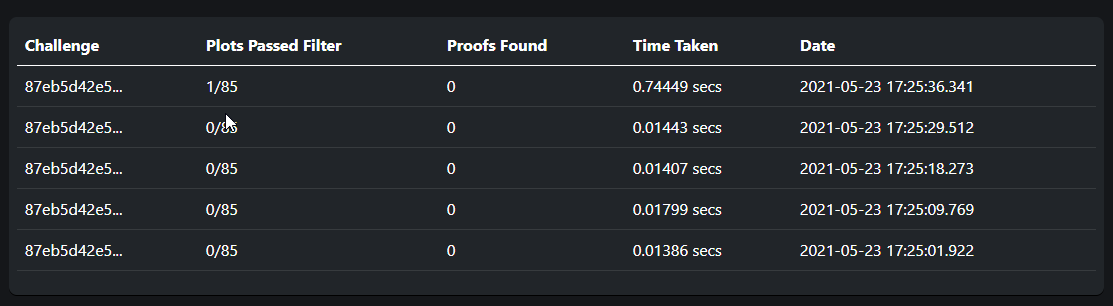 Challenge Plots Passed Filter Proofs Found Time Taken Date
87eb5d42e5... 1/85 0 0.74449 secs 2021-05-23 17:25:36.341
87eb5d42e5... 0/85 0 0.01443 secs 2021-05-23 17:25:29.512
87eb5d42e5... 0/85 0 0.01407 secs 2021-05-23 17:25:18.273
87eb5d42e5... 0/85 0 0.01799 secs 2021-05-23 17:25:09.769
87eb5d42e5... 0/85 0 0.01386 secs 2021-05-23 17:25:01.922